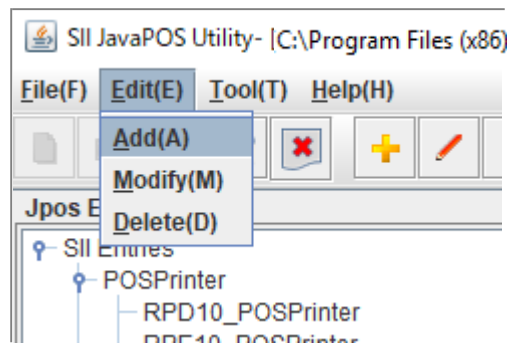 SII JavaPOS Utility- [C:\Program Files (x86)
File(F) Edit(E) Tool(T) Help(H)
Add(A)
Modify(M)
Jpos E
Delete(D)
SII Entries
POSPrinter
RPD10_POSPrinter